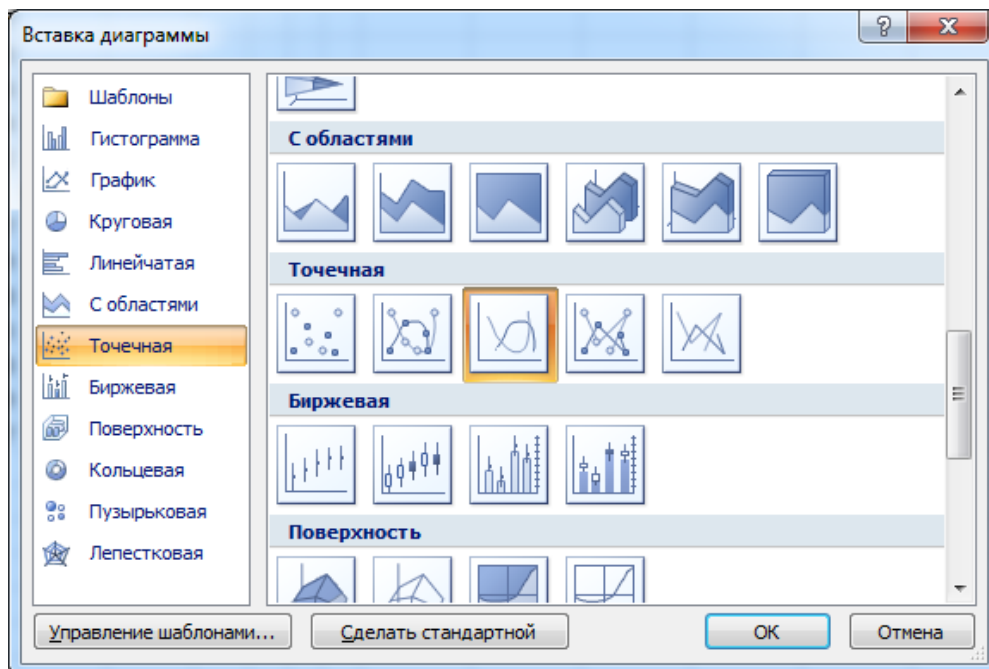 Вставка диаграммы
Шаблоны
Гистограмма
График
Круговая
Линейчатая
С областями
Точечная
Биржевая
Поверхность
Кольцевая
Пузырьковая
Лепестковая
С областями
Точечная
Биржевая
Поверхность
Управление шаблонами...
Сделать стандартной
ОК
Отмена